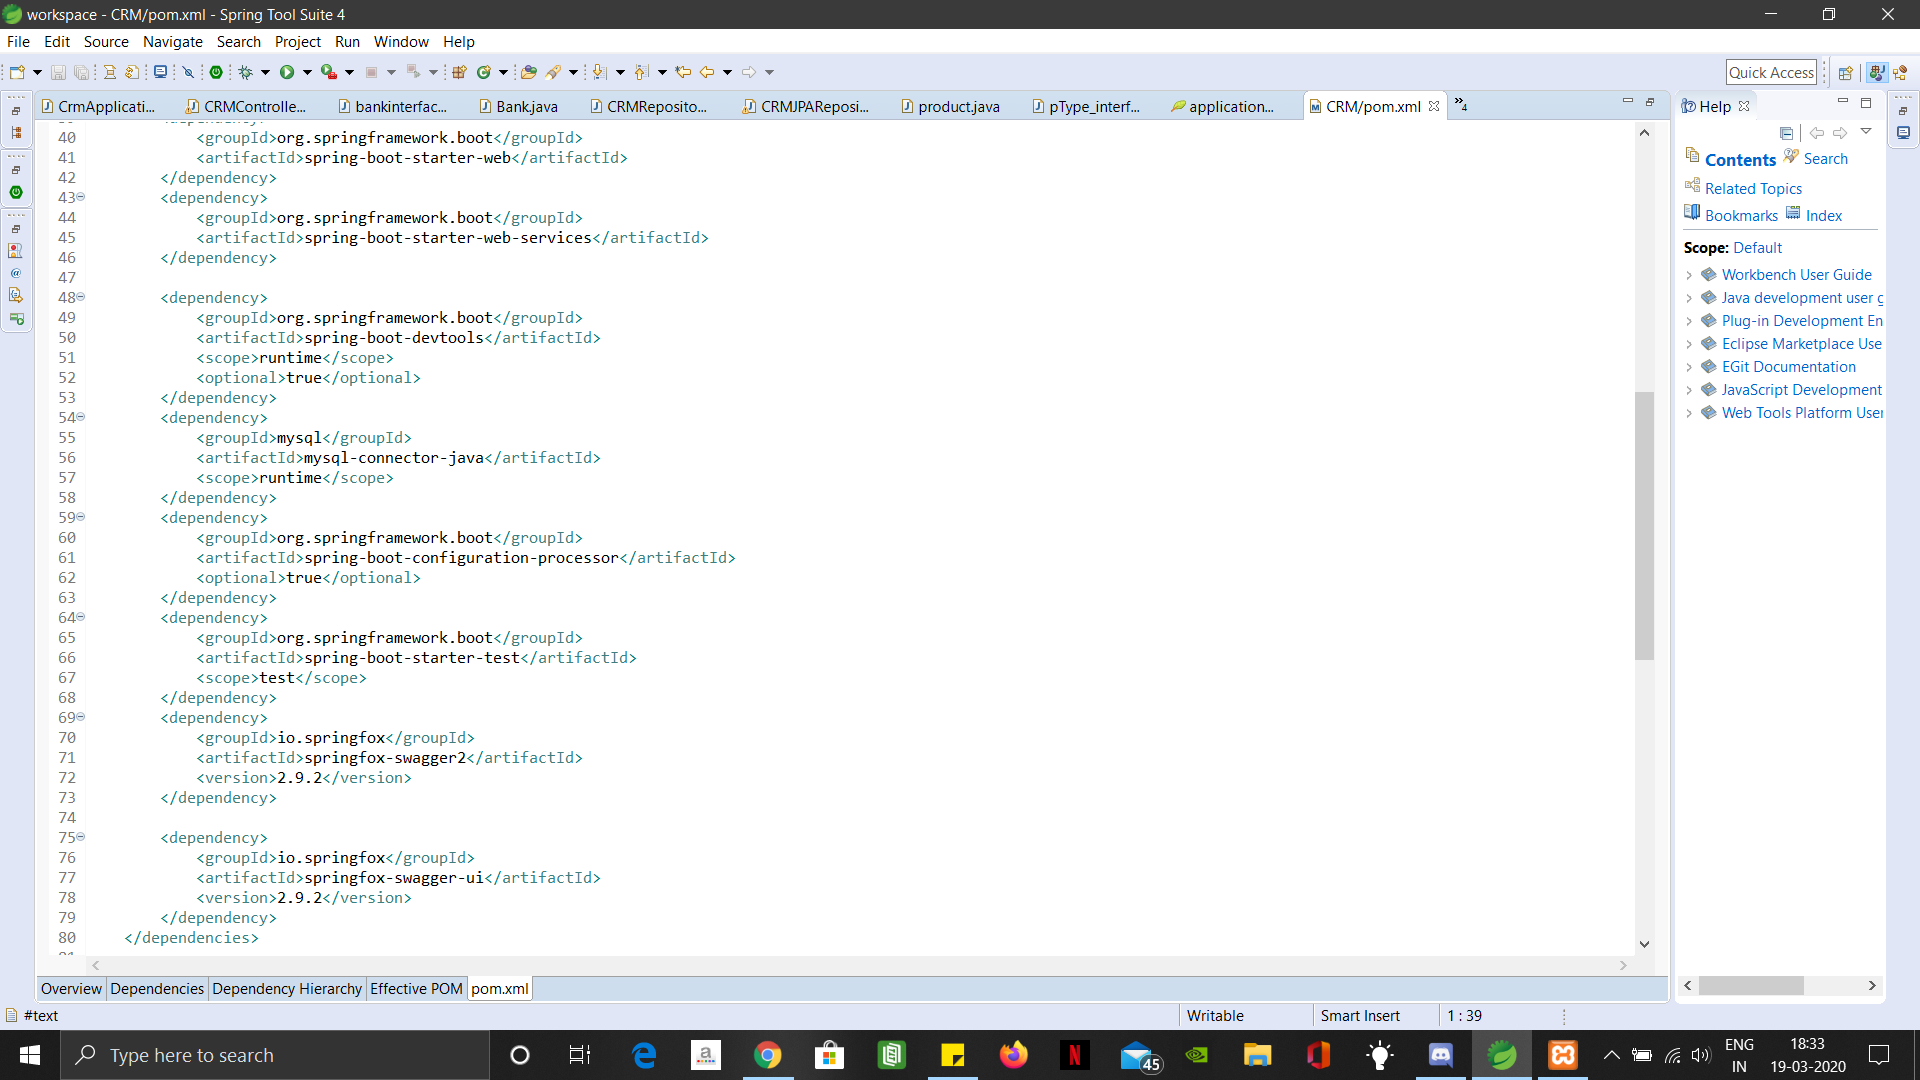 workspace - CRM/pom.xml - Spring Tool Suite 4
File Edit Source Navigate Search Project Run Window Help
Quick Access
CrmApplicati... CRMControlle... bankinterfac... Bank.java CRMReposito... CRMJPAReposi... product.java pType_interf... application... CRM/pom.xml »4
40 <groupId>org.springframework.boot</groupId>
41 <artifactId>spring-boot-starter-web</artifactId>
42 </dependency>
43 <dependency>
44 <groupId>org.springframework.boot</groupId>
45 <artifactId>spring-boot-starter-web-services</artifactId>
46 </dependency>
47
48 <dependency>
49 <groupId>org.springframework.boot</groupId>
50 <artifactId>spring-boot-devtools</artifactId>
51 <scope>runtime</scope>
52 <optional>true</optional>
53 </dependency>
54 <dependency>
55 <groupId>mysql</groupId>
56 <artifactId>mysql-connector-java</artifactId>
57 <scope>runtime</scope>
58 </dependency>
59 <dependency>
60 <groupId>org.springframework.boot</groupId>
61 <artifactId>spring-boot-configuration-processor</artifactId>
62 <optional>true</optional>
63 </dependency>
64 <dependency>
65 <groupId>org.springframework.boot</groupId>
66 <artifactId>spring-boot-starter-test</artifactId>
67 <scope>test</scope>
68 </dependency>
69 <dependency>
70 <groupId>io.springfox</groupId>
71 <artifactId>springfox-swagger2</artifactId>
72 <version>2.9.2</version>
73 </dependency>
74
75 <dependency>
76 <groupId>io.springfox</groupId>
77 <artifactId>springfox-swagger-ui</artifactId>
78 <version>2.9.2</version>
79 </dependency>
80 </dependencies>
Overview Dependencies Dependency Hierarchy Effective POM pom.xml
Help
Contents Search
Related Topics
Bookmarks Index
Scope: Default
Workbench User Guide
Java development user g
Plug-in Development En
Eclipse Marketplace Use
EGit Documentation
JavaScript Development
Web Tools Platform User
#text Writable Smart Insert 1 : 39
Type here to search
45
ENG
IN
18:33
19-03-2020